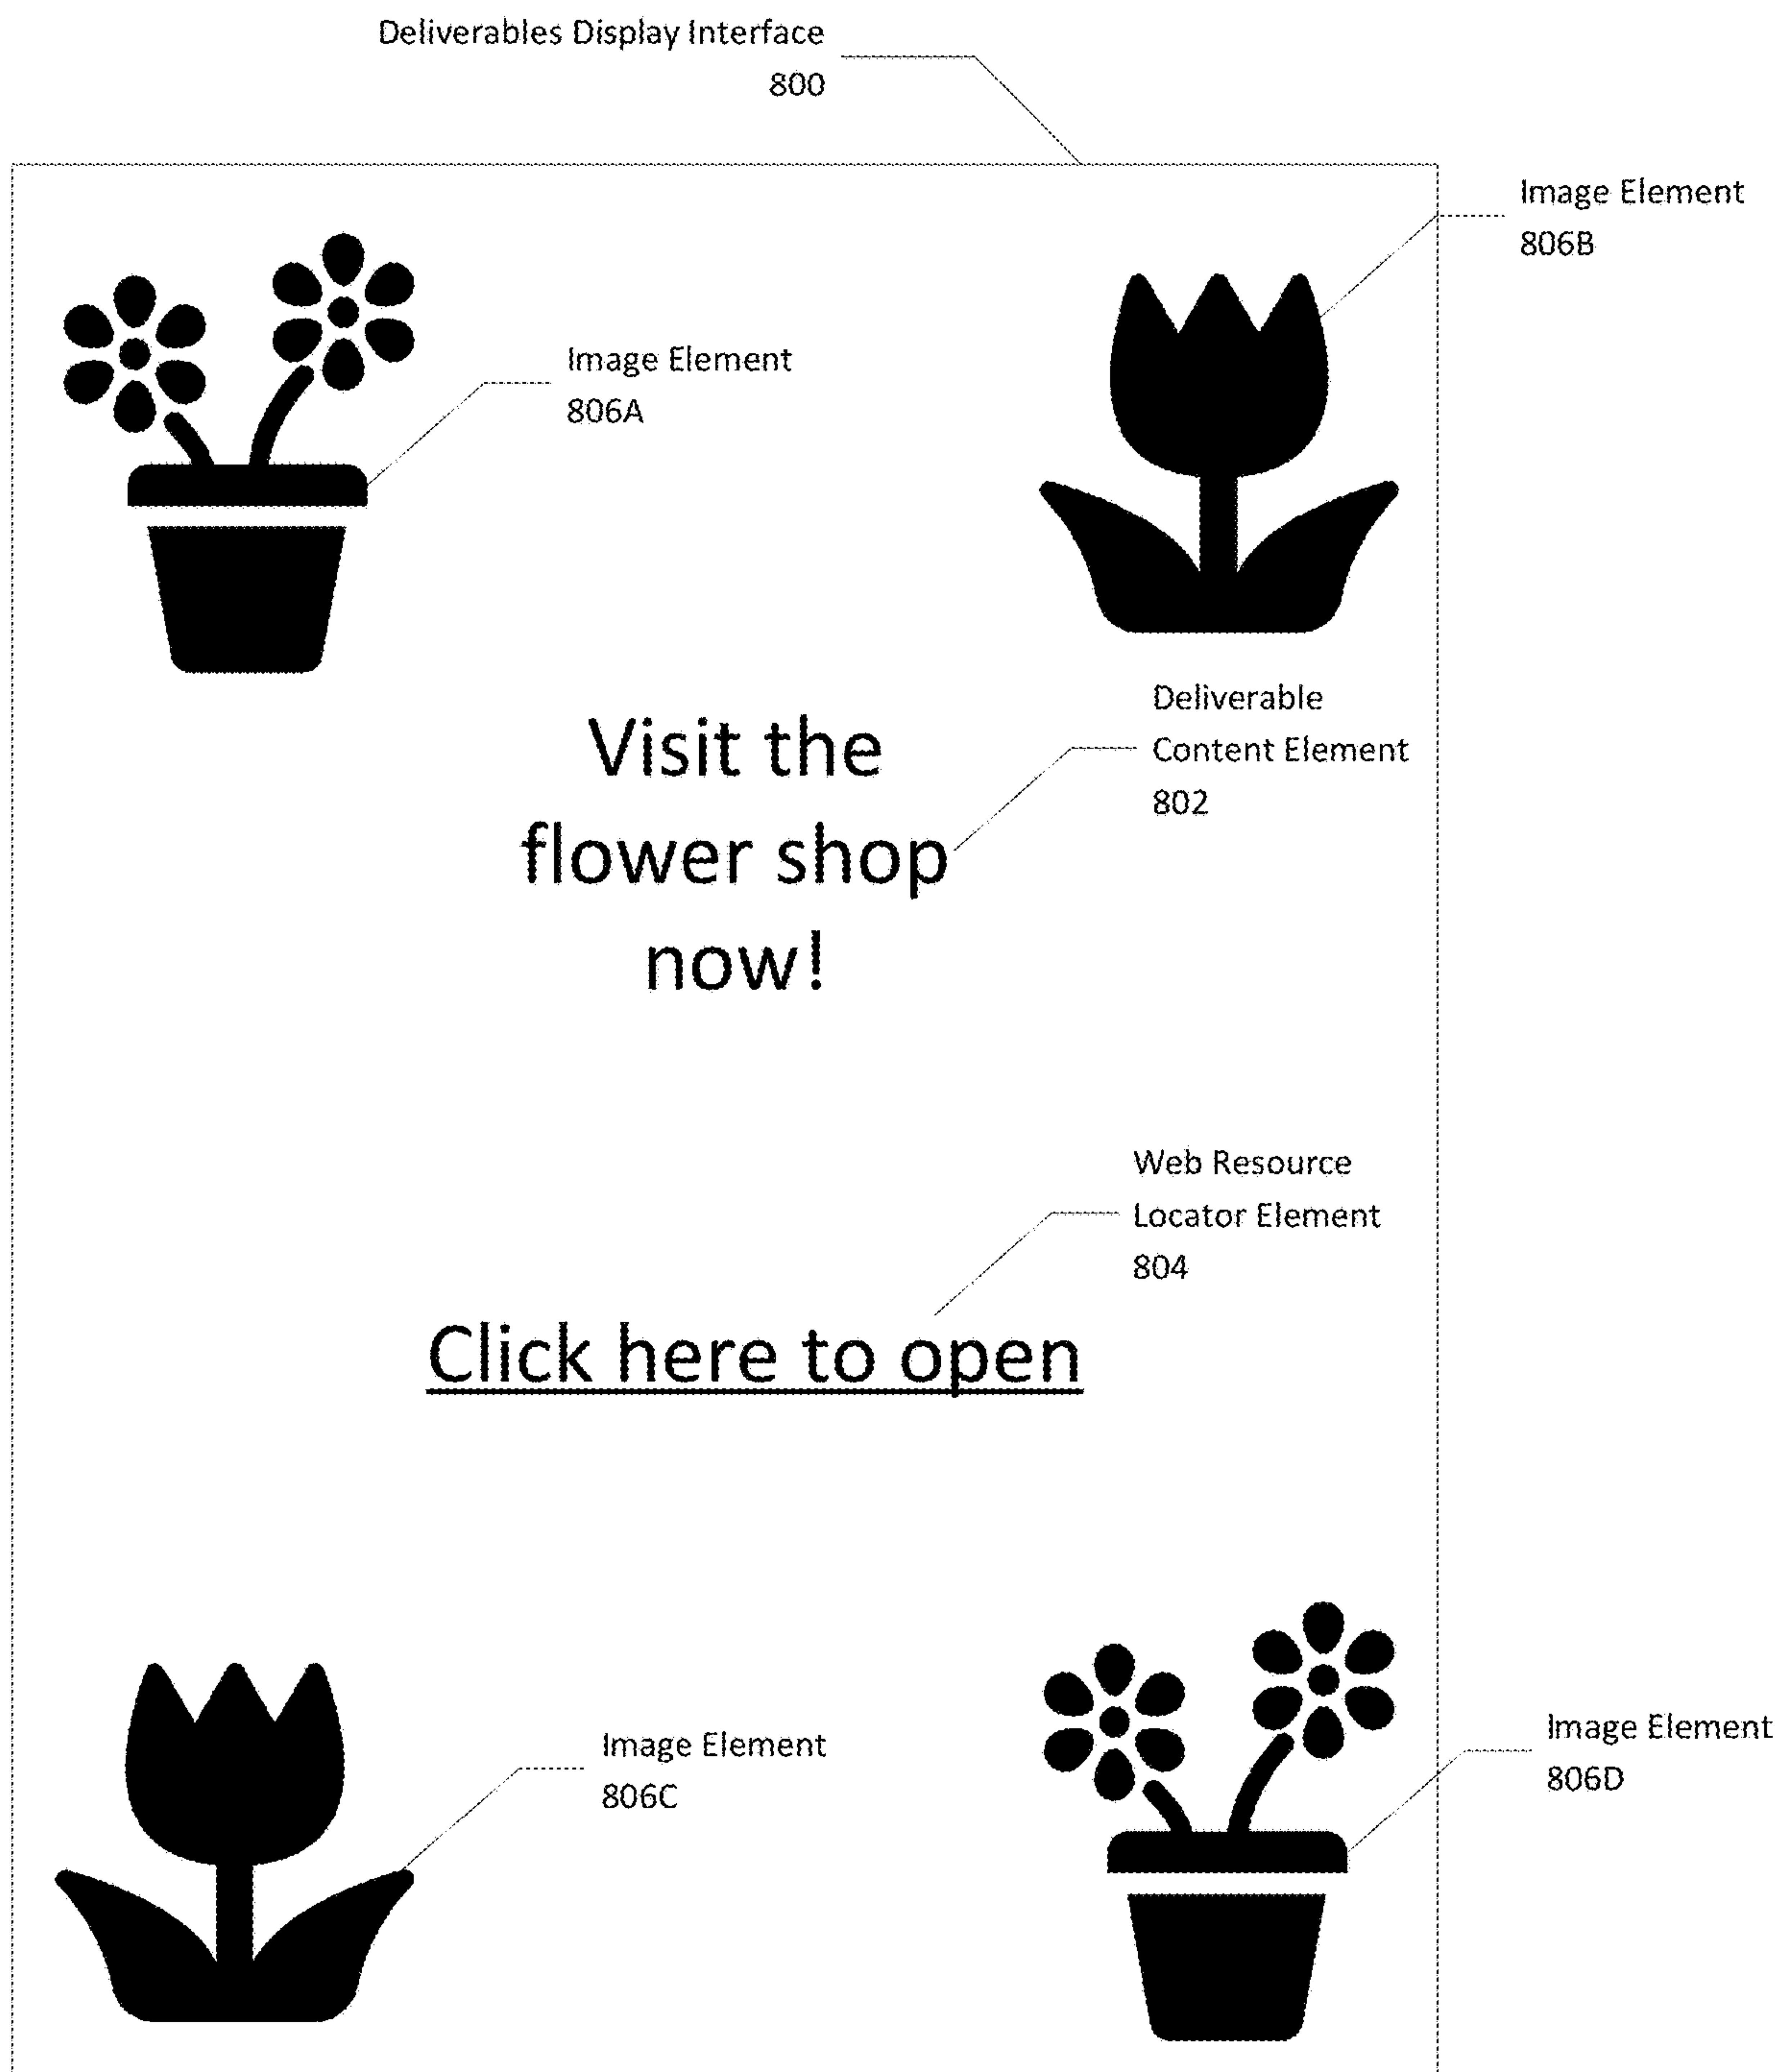 Deliverables Display Interface
800
Image Element
806B
Image Element
806A
Deliverable
Content Element
802
Visit the
flower shop
now!
Web Resource
Locator Element
804
Click here to open
Image Element
806C
Image Element
806D